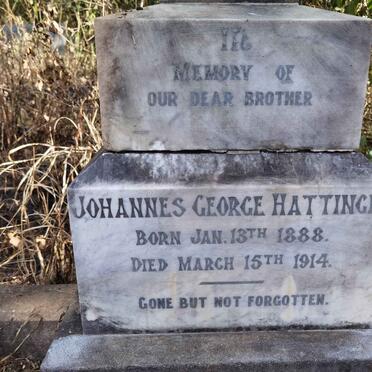 In
Memory of
our dear brother
Johannes George Hattingh
Born Jan. 13th 1888.
Died March 15th 1914.
Gone but not forgotten.